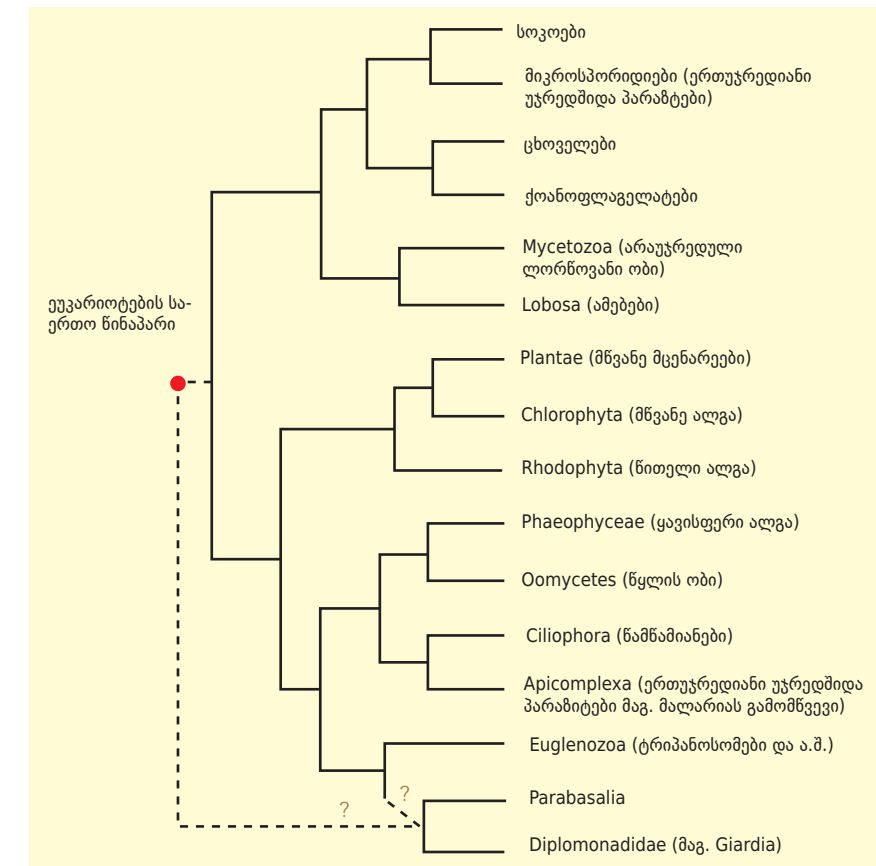 სოკოები
მიკროსპორიდიები (ერთუჯრედიანი
უჯრედშიდა პარაზტები)
ცხოველები
ქოანოფლაგელატები
Mycetozoa (არაუჯრედული
ლორწოვანი ობი)
ეუკარიოტების სა-
ერთო წინაპარი
Lobosa (ამებები)
Plantae (მწვანე მცენარეები)
Chlorophyta (მწვანე ალგა)
Rhodophyta (წითელი ალგა)
Phaeophyceae (ყავისფერი ალგა)
Oomycetes (წყლის ობი)
Ciliophora (წამწამიანები)
Apicomplexa (ერთუჯრედიანი უჯრედშიდა
პარაზიტები მაგ. მალარიას გამომწვევი)
Euglenozoa (ტრიპანოსომები და ა.შ.)
?
?
Parabasalia
Diplomonadidae (მაგ. Giardia)